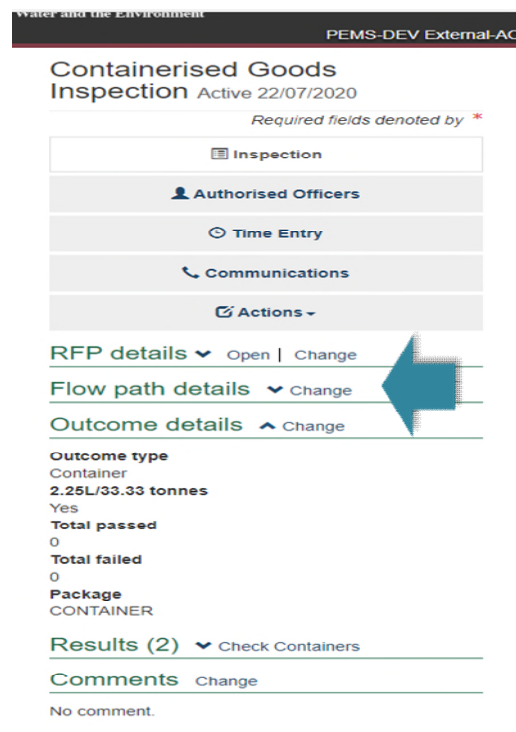 Water and the Environment
PEMS-DEV External-AC
Containerised Goods
Inspection Active 22/07/2020
Required fields denoted by *
Inspection
Authorised Officers
Time Entry
Communications
Actions
RFP details Open | Change
Flow path details Change
Outcome details Change
Outcome type
Container
2.25L/33.33 tonnes
Yes
Total passed
0
Total failed
0
Package
CONTAINER
Results (2) Check Containers
Comments Change
No comment.